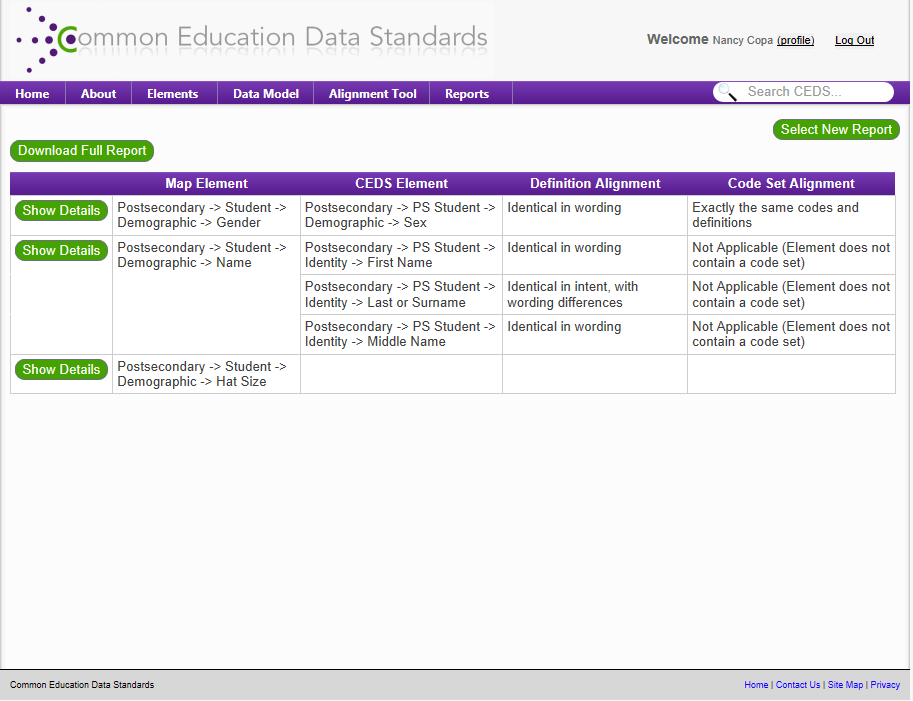 Common Education Data Standards
Welcome Nancy Copa (profile) Log Out
Home About Elements Data Model Alignment Tool Reports Search CEDS...
Select New Report
Download Full Report
Map Element CEDS Element Definition Alignment Code Set Alignment
Show Details
Postsecondary -> Student ->
Demographic -> Gender
Postsecondary -> PS Student ->
Demographic -> Sex
Identical in wording
Exactly the same codes and
definitions
Show Details
Postsecondary -> Student ->
Demographic -> Name
Postsecondary -> PS Student ->
Identity -> First Name
Identical in wording
Not Applicable (Element does not
contain a code set)
Postsecondary -> PS Student ->
Identity -> Last or Surname
Identical in intent, with
wording differences
Not Applicable (Element does not
contain a code set)
Postsecondary -> PS Student ->
Identity -> Middle Name
Identical in wording
Not Applicable (Element does not
contain a code set)
Show Details
Postsecondary -> Student ->
Demographic -> Hat Size
Common Education Data Standards
Home | Contact Us | Site Map | Privacy